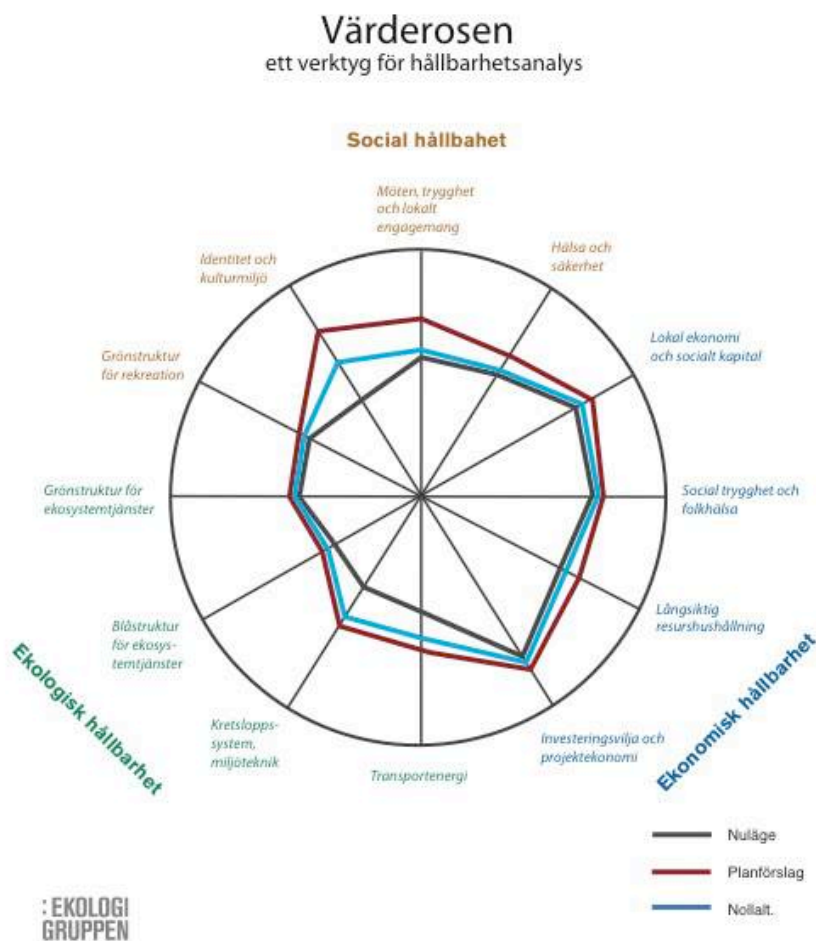 Värderosen
ett verktyg för hållbarhetsanalys
Social hållbahet
Möten, trygghet
och lokalt
engagemang
Hälsa och
säkerhet
Identitet och
kulturmiljö
Lokal ekonomi
och socialt kapital
Grönstruktur
för rekreation
Grönstruktur för
ekosystemtjänster
Social trygghet och
folkhälsa
Långsiktig
resurshushållning
Blåstruktur
för ekosys-
temtjänster
Ekologisk hållbarhet
Ekonomisk hållbarhet
Kretslopps-
system,
miljöteknik
Transportenergi
Investeringsvilja och
projektekonomi
Nuläge
Planförslag
Nollalt.
:EKOLOGI
GRUPPEN